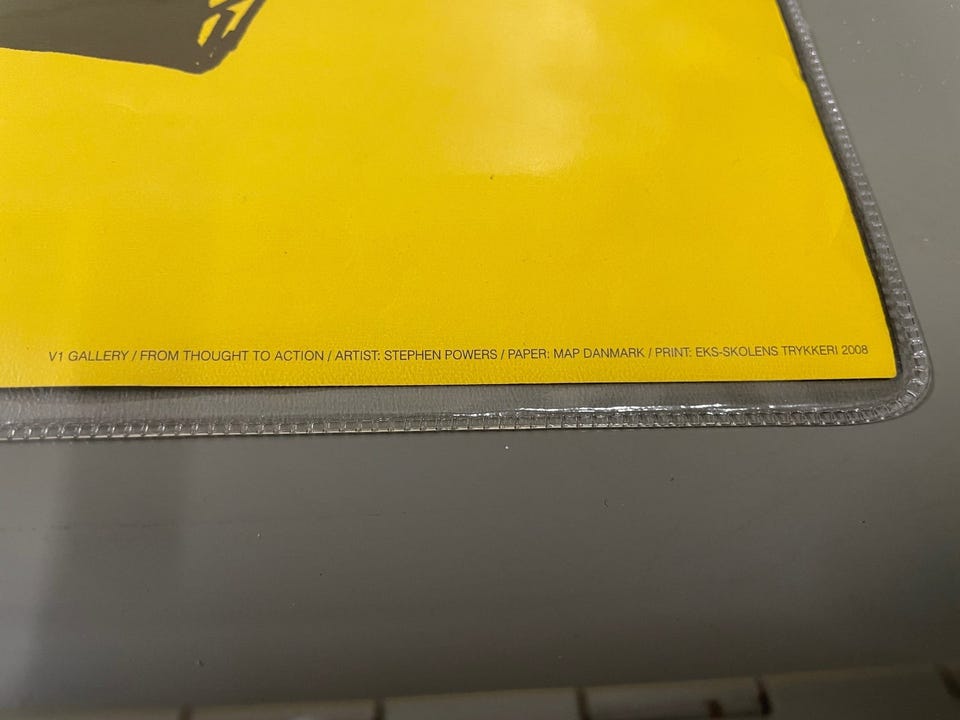 V1 GALLERY / FROM THOUGHT TO ACTION / ARTIST: STEPHEN POWERS / PAPER: MAP DANMARK / PRINT: EKS-SKOLENS TRYKKERI 2008